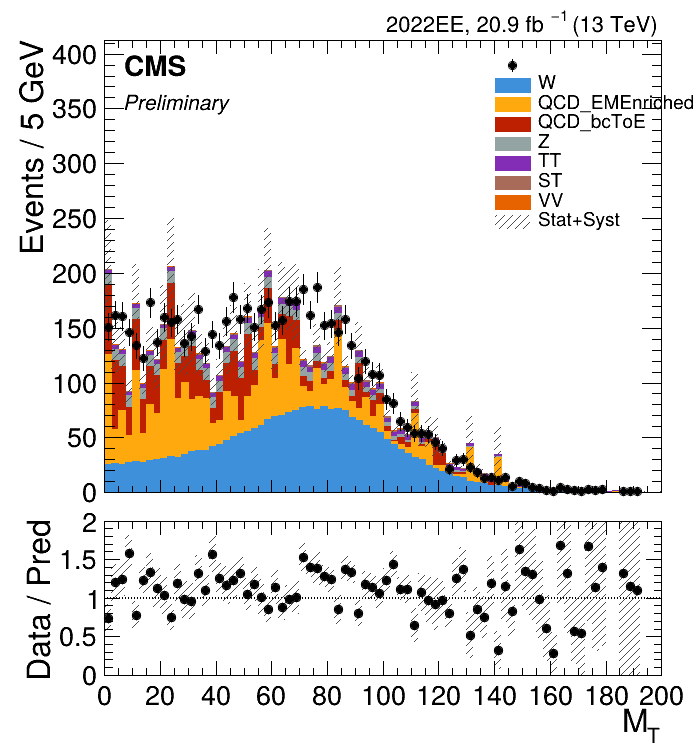 2022EE, 20.9 fb⁻¹ (13 TeV)
CMS
Preliminary
W
QCD_EMEnriched
QCD_bcToE
Z
TT
ST
VV
Stat+Syst
Events / 5 GeV
400
350
300
250
200
150
100
50
0
Data / Pred
2
1.5
1
0.5
0
0 20 40 60 80 100 120 140 160 180 200
M_T